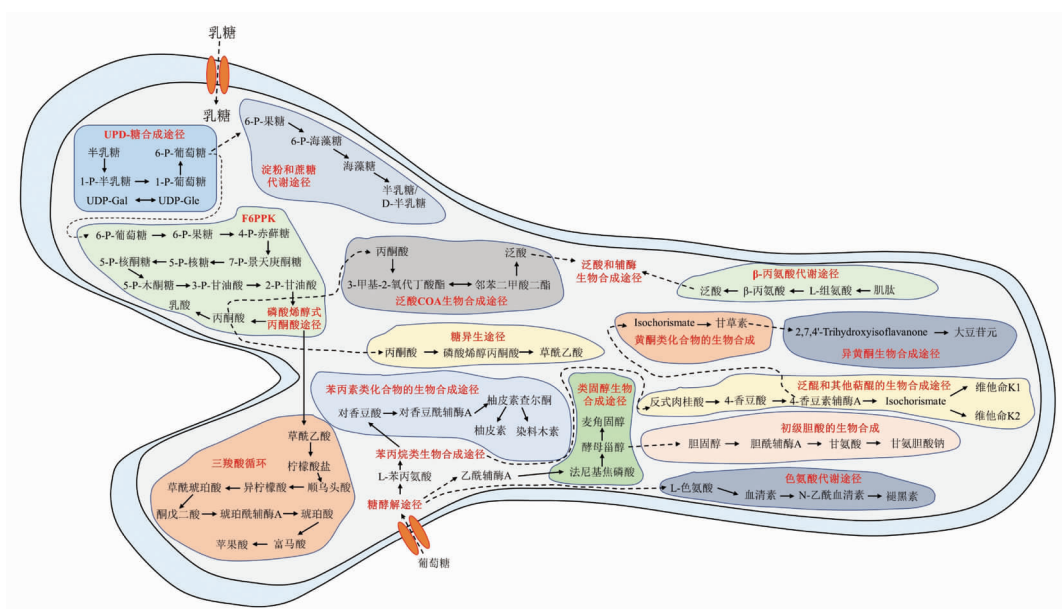 乳糖
乳糖
UPD-糖合成途径
半乳糖 6-P-葡萄糖
1-P-半乳糖 1-P-葡萄糖
UDP-Gal UDP-Glc
6-P-果糖
6-P-海藻糖
海藻糖
半乳糖/
D-半乳糖
淀粉和蔗糖
代谢途径
F6PPK
6-P-葡萄糖 6-P-果糖 4-P-赤藓糖
5-P-核酮糖 5-P-核糖 7-P-景天庚酮糖
5-P-木酮糖 3-P-甘油酸 2-P-甘油酸
乳酸
丙酮酸
磷酸烯醇式
丙酮酸途径
丙酮酸 泛酸
3-甲基-2-氧代丁酸酯 邻苯二甲酸二酯
泛酸COA生物合成途径
泛酸和辅酶
生物合成途径
β-丙氨酸代谢途径
泛酸 β-丙氨酸 L-组氨酸 肌肽
糖异生途径
丙酮酸 磷酸烯醇丙酮酸 草酰乙酸
Isochorismate 甘草素
黄酮类化合物的生物合成
2,7,4'-Trihydroxyisoflavanone 大豆苷元
异黄酮生物合成途径
苯丙素类化合物的生物合成途径
对香豆酸 对香豆酰辅酶A 柚皮素查尔酮
柚皮素 染料木素
苯丙烷类生物合成途径
L-苯丙氨酸
糖酵解途径
葡萄糖
乙酰辅酶A
类固醇生物
合成途径
麦角固醇
酵母甾醇
法尼基焦磷酸
泛醌和其他萜醌的生物合成途径
反式肉桂酸 4-香豆酸 4-香豆素辅酶A Isochorismate
维他命K1
维他命K2
初级胆酸的生物合成
胆固醇 胆酰辅酶A 甘氨酸 甘氨胆酸钠
色氨酸代谢途径
L-色氨酸
血清素 N-乙酰血清素 褪黑素
草酰乙酸
三羧酸循环
柠檬酸盐
草酰琥珀酸 异柠檬酸 顺乌头酸
酮戊二酸 琥珀酰辅酶A 琥珀酸
苹果酸 富马酸